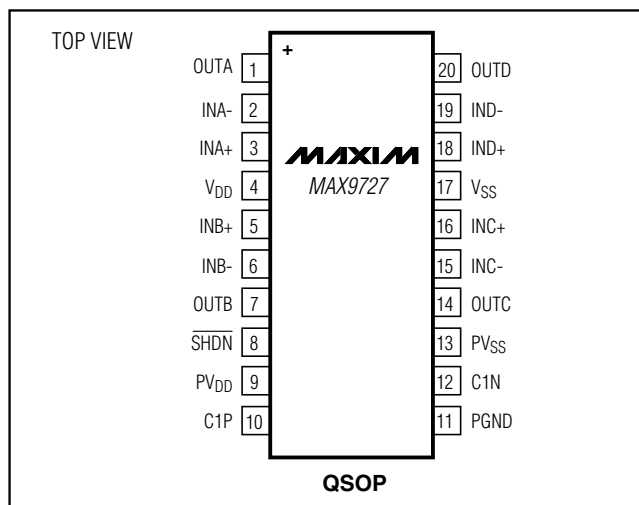 TOP VIEW
+
OUTA 1 20 OUTD
INA- 2 19 IND-
INA+ 3 18 IND+
MAXIM
VDD 4 MAX9727 17 VSS
INB+ 5 16 INC+
INB- 6 15 INC-
OUTB 7 14 OUTC
S̅H̅D̅N̅ 8 13 PVSS
PVDD 9 12 C1N
C1P 10 11 PGND
QSOP